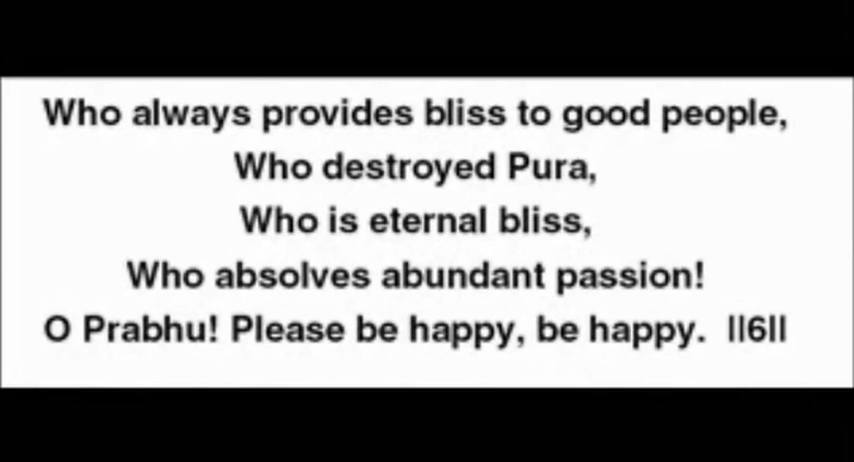 Who always provides bliss to good people,
Who destroyed Pura,
Who is eternal bliss,
Who absolves abundant passion!
O Prabhu! Please be happy, be happy. ll6ll